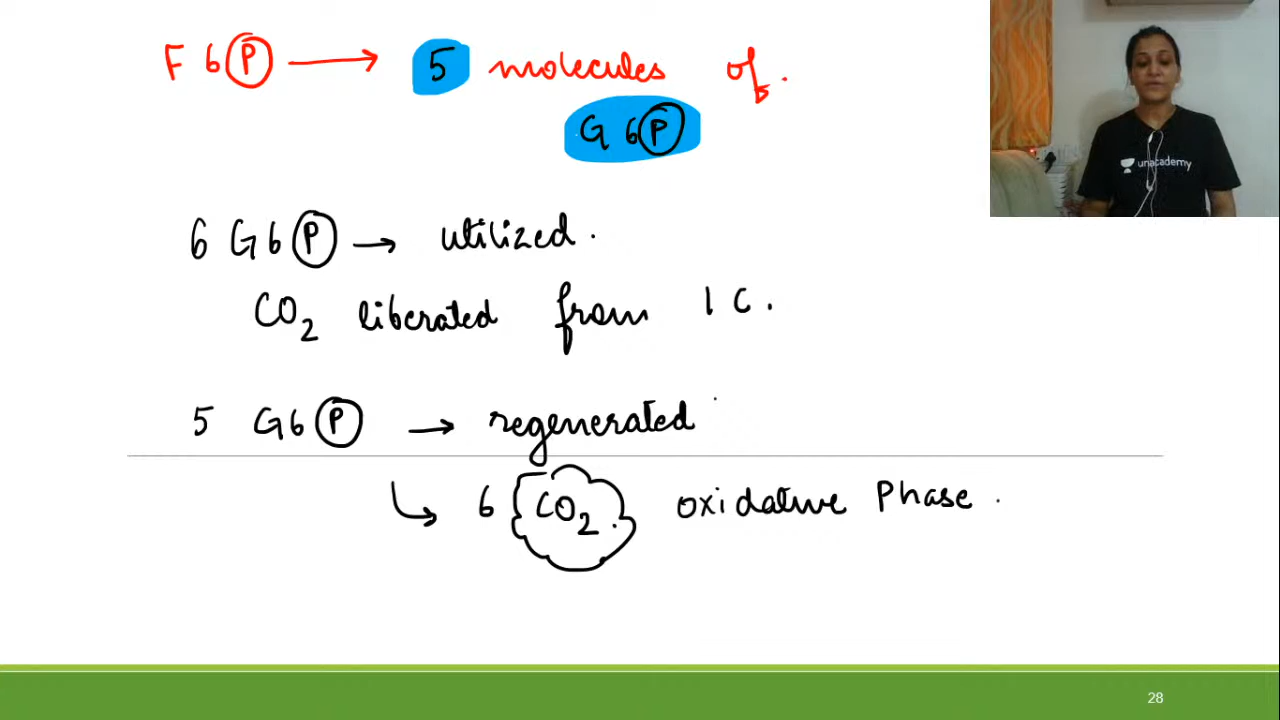 F 6 P → 5 molecules of.
G 6 P
unacademy
6 G 6 P → utilized.
CO2 liberated from 1 C.
5 G6 P → regenerated
↳ 6 CO2. oxidative Phase.
28